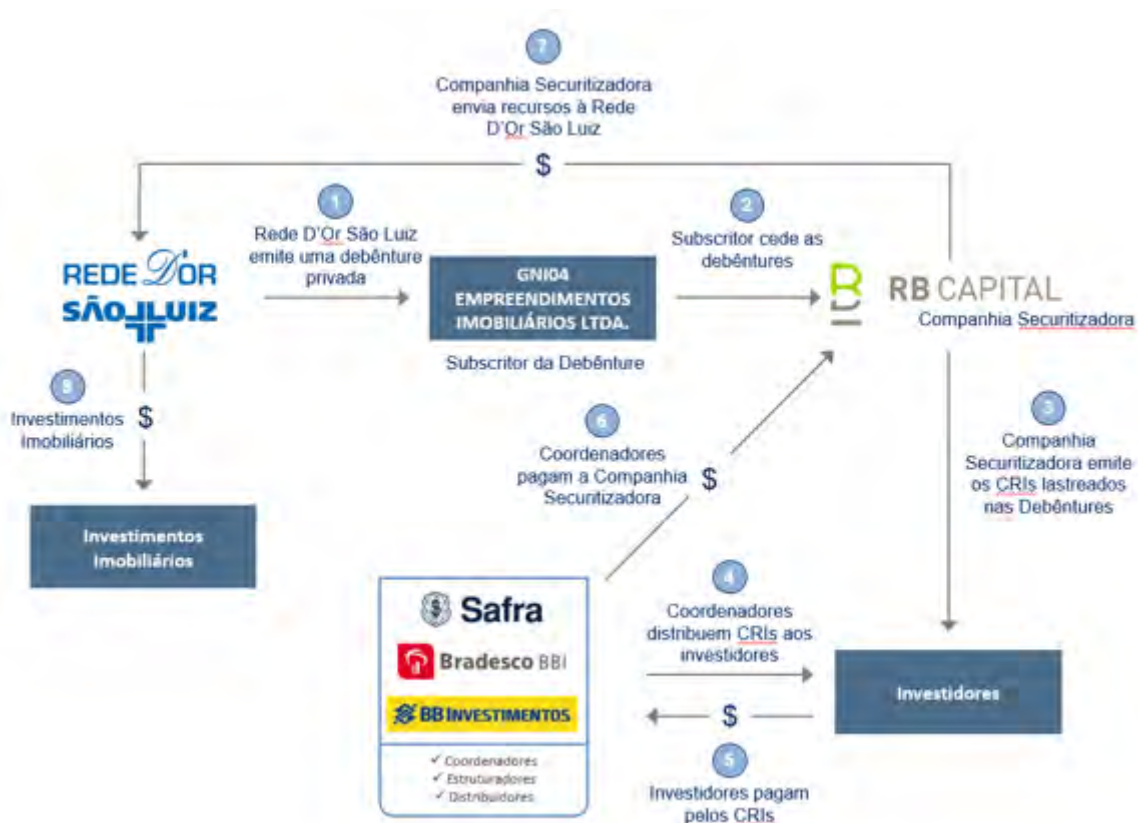 7
Companhia Securitizadora
envia recursos à Rede
D'Or São Luiz
$
1
Rede D'Or São Luiz
emite uma debênture
privada
2
Subscritor cede as
debêntures
REDE D'OR
SÃO LUIZ
GNI04
EMPREENDIMENTOS
IMOBILIÁRIOS LTDA.
Subscritor da Debênture
RB CAPITAL
Companhia Securitizadora
8
Investimentos
Imobiliários
$
Investimentos
Imobiliários
6
Coordenadores
pagam a Companhia
Securitizadora
$
3
Companhia
Securitizadora emite
os CRIs lastreados
nas Debêntures
Safra
Bradesco BBI
BB INVESTIMENTOS
✓ Coordenadores
✓ Estruturadores
✓ Distribuidores
4
Coordenadores
distribuem CRIs aos
investidores
Investidores
$
5
Investidores pagam
pelos CRIs